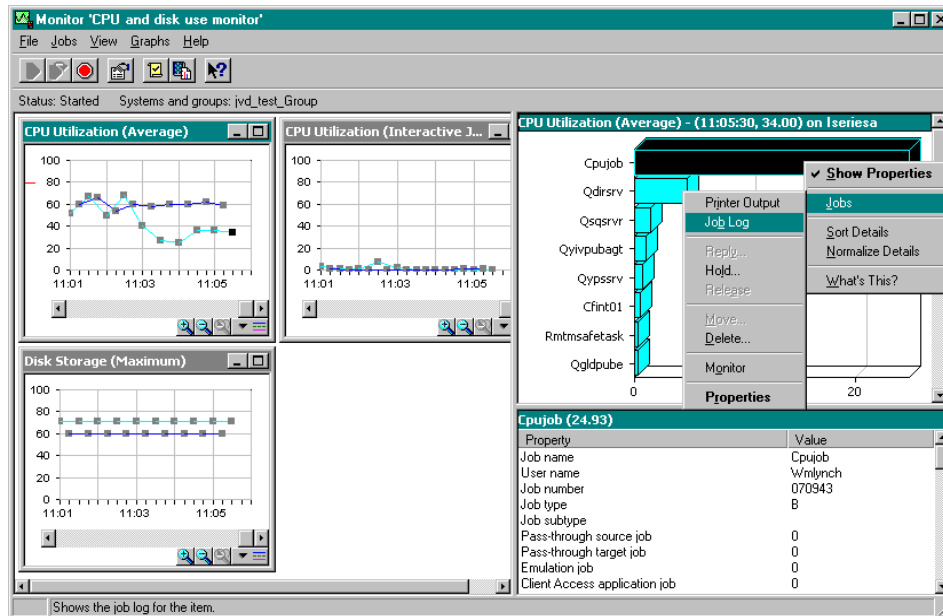 Monitor 'CPU and disk use monitor'
File Jobs View Graphs Help
Status: Started Systems and groups: jvd_test_Group
CPU Utilization (Average)
100
80
60
40
20
0
11:01 11:03 11:05
CPU Utilization (Interactive J...
100
80
60
40
20
0
11:01 11:03 11:05
Disk Storage (Maximum)
100
80
60
40
20
0
11:01 11:03 11:05
CPU Utilization (Average) - (11:05:30, 34.00) on Iseriesa
Cpujob
Qdirsrv
Qsqsrvr
Qyivpubagt
Qypssrv
Cfint01
Rmtmsafetask
Qgldpube
0 20
Printer Output
Job Log
Reply...
Hold...
Release
Move...
Delete...
Monitor
Properties
Show Properties
Jobs
Sort Details
Normalize Details
What's This?
Cpujob (24.93)
Property Value
Job name Cpujob
User name Wmlynch
Job number 070943
Job type B
Job subtype
Pass-through source job 0
Pass-through target job 0
Emulation job 0
Client Access application job 0
Shows the job log for the item.